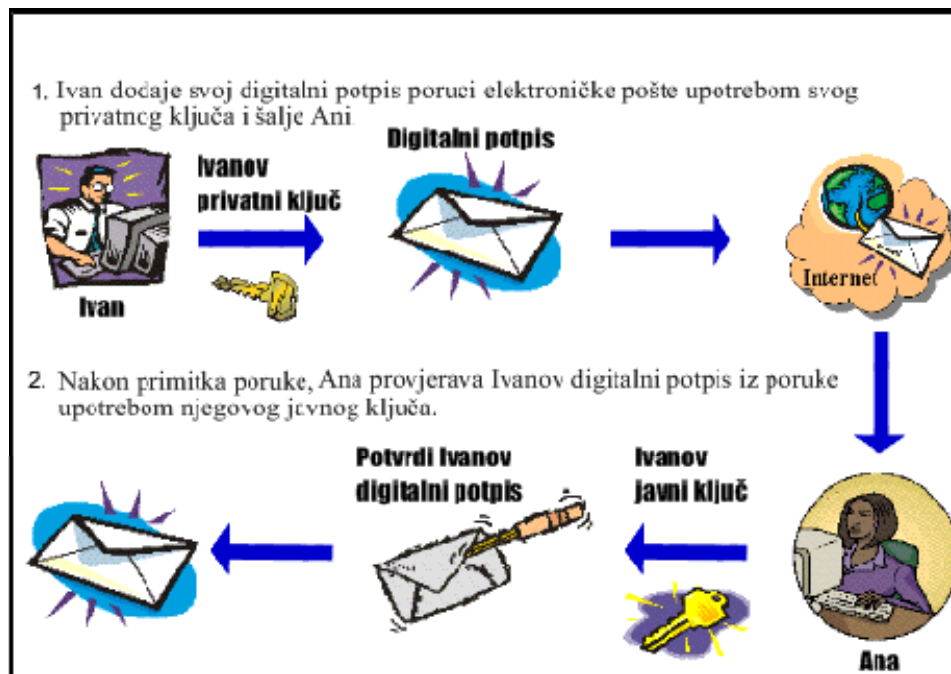 1. Ivan dodaje svoj digitalni potpis poruci elektroničke pošte upotrebom svog
privatnog ključa i šalje Ani.
Digitalni potpis
Ivanov
privatni ključ
Ivan
Internet
2. Nakon primitka poruke, Ana provjerava Ivanov digitalni potpis iz poruke
upotrebom njegovog javnog ključa.
Potvrdi Ivanov
digitalni potpis
Ivanov
javni ključ
Ana